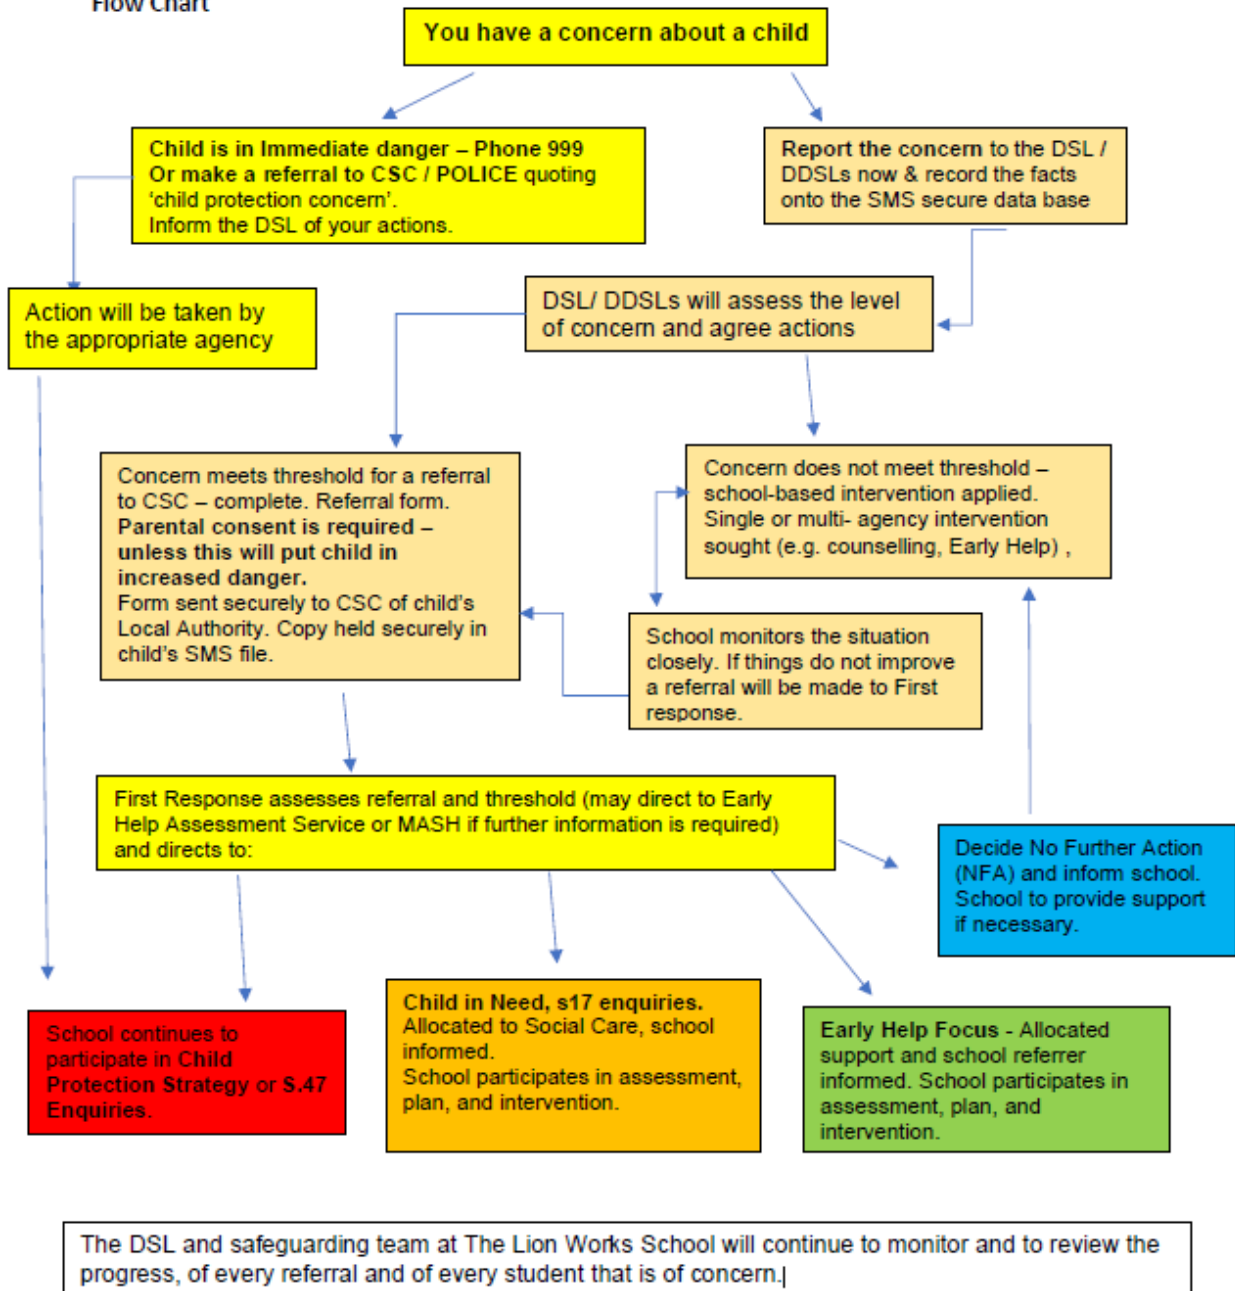 Flow Chart
You have a concern about a child
Child is in Immediate danger – Phone 999
Or make a referral to CSC / POLICE quoting
‘child protection concern’.
Inform the DSL of your actions.
Report the concern to the DSL /
DDSLs now & record the facts
onto the SMS secure data base
Action will be taken by
the appropriate agency
DSL/ DDSLs will assess the level
of concern and agree actions
Concern meets threshold for a referral
to CSC – complete. Referral form.
Parental consent is required –
unless this will put child in
increased danger.
Form sent securely to CSC of child’s
Local Authority. Copy held securely in
child’s SMS file.
Concern does not meet threshold –
school-based intervention applied.
Single or multi- agency intervention
sought (e.g. counselling, Early Help) ,
School monitors the situation
closely. If things do not improve
a referral will be made to First
response.
First Response assesses referral and threshold (may direct to Early
Help Assessment Service or MASH if further information is required)
and directs to:
Decide No Further Action
(NFA) and inform school.
School to provide support
if necessary.
School continues to
participate in Child
Protection Strategy or S.47
Enquiries.
Child in Need, s17 enquiries.
Allocated to Social Care, school
informed.
School participates in assessment,
plan, and intervention.
Early Help Focus - Allocated
support and school referrer
informed. School participates in
assessment, plan, and
intervention.
The DSL and safeguarding team at The Lion Works School will continue to monitor and to review the
progress, of every referral and of every student that is of concern.